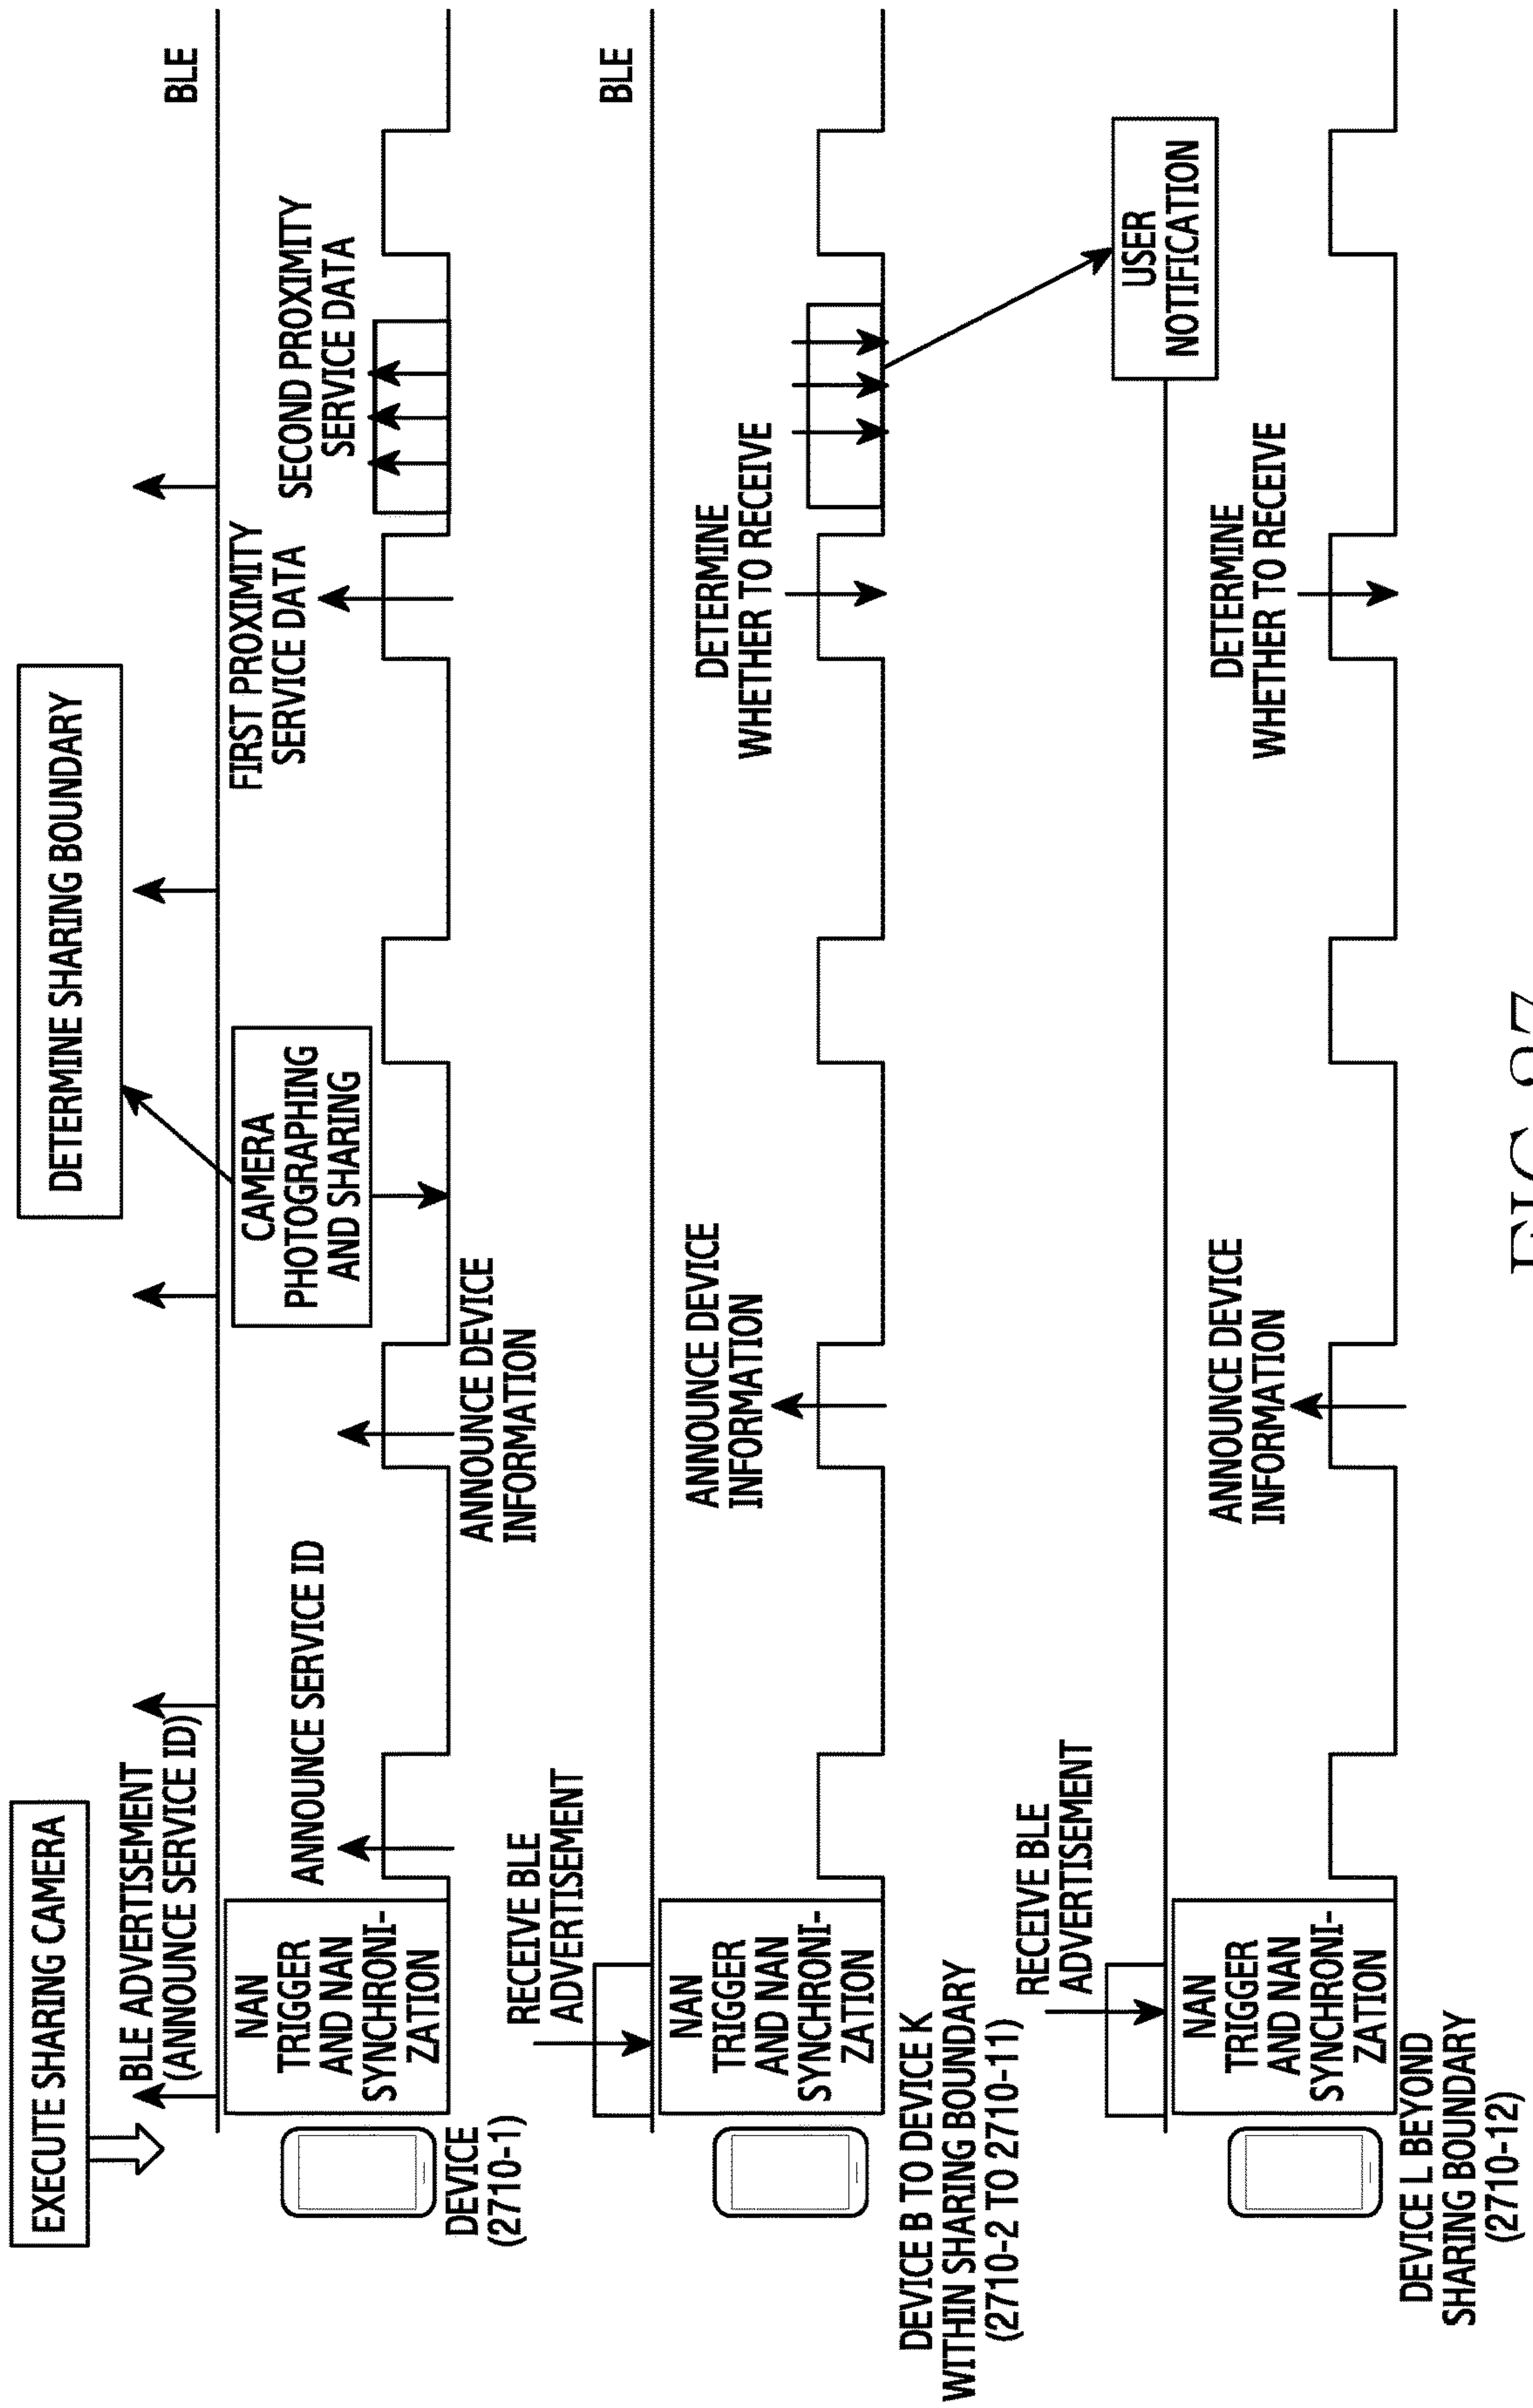 EXECUTE SHARING CAMERA
DETERMINE SHARING BOUNDARY
BLE ADVERTISEMENT
(ANNOUNCE SERVICE ID)
BLE
DEVICE
(2710-1)
NAN
TRIGGER
AND NAN
SYNCHRONI-
ZATION
ANNOUNCE SERVICE ID
ANNOUNCE DEVICE
INFORMATION
CAMERA
PHOTOGRAPHING
AND SHARING
FIRST PROXIMITY
SERVICE DATA
SECOND PROXIMITY
SERVICE DATA
RECEIVE BLE
ADVERTISEMENT
BLE
NAN
TRIGGER
AND NAN
SYNCHRONI-
ZATION
ANNOUNCE DEVICE
INFORMATION
DETERMINE
WHETHER TO RECEIVE
DEVICE B TO DEVICE K
WITHIN SHARING BOUNDARY
(2710-2 TO 2710-11)
USER
NOTIFICATION
RECEIVE BLE
ADVERTISEMENT
NAN
TRIGGER
AND NAN
SYNCHRONI-
ZATION
ANNOUNCE DEVICE
INFORMATION
DETERMINE
WHETHER TO RECEIVE
DEVICE L BEYOND
SHARING BOUNDARY
(2710-12)
FIG. 27